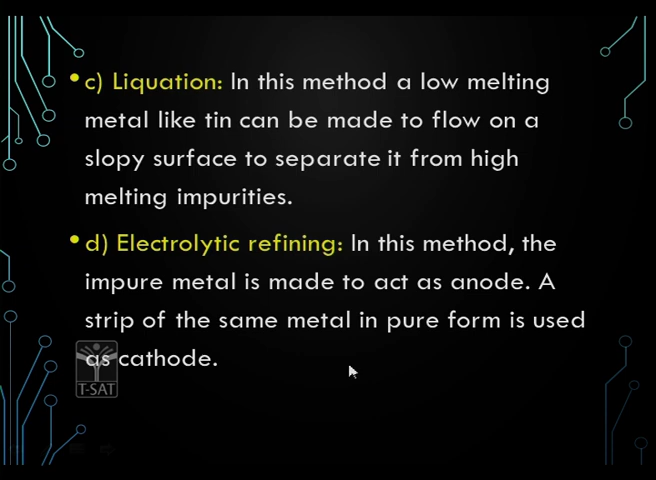 • c) Liquation: In this method a low melting
metal like tin can be made to flow on a
slopy surface to separate it from high
melting impurities.
• d) Electrolytic refining: In this method, the
impure metal is made to act as anode. A
strip of the same metal in pure form is used
as cathode.
T-SAT